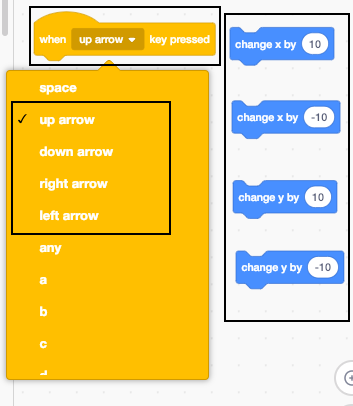 when up arrow key pressed
space
✓ up arrow
down arrow
right arrow
left arrow
any
a
b
c
change x by 10
change x by -10
change y by 10
change y by -10